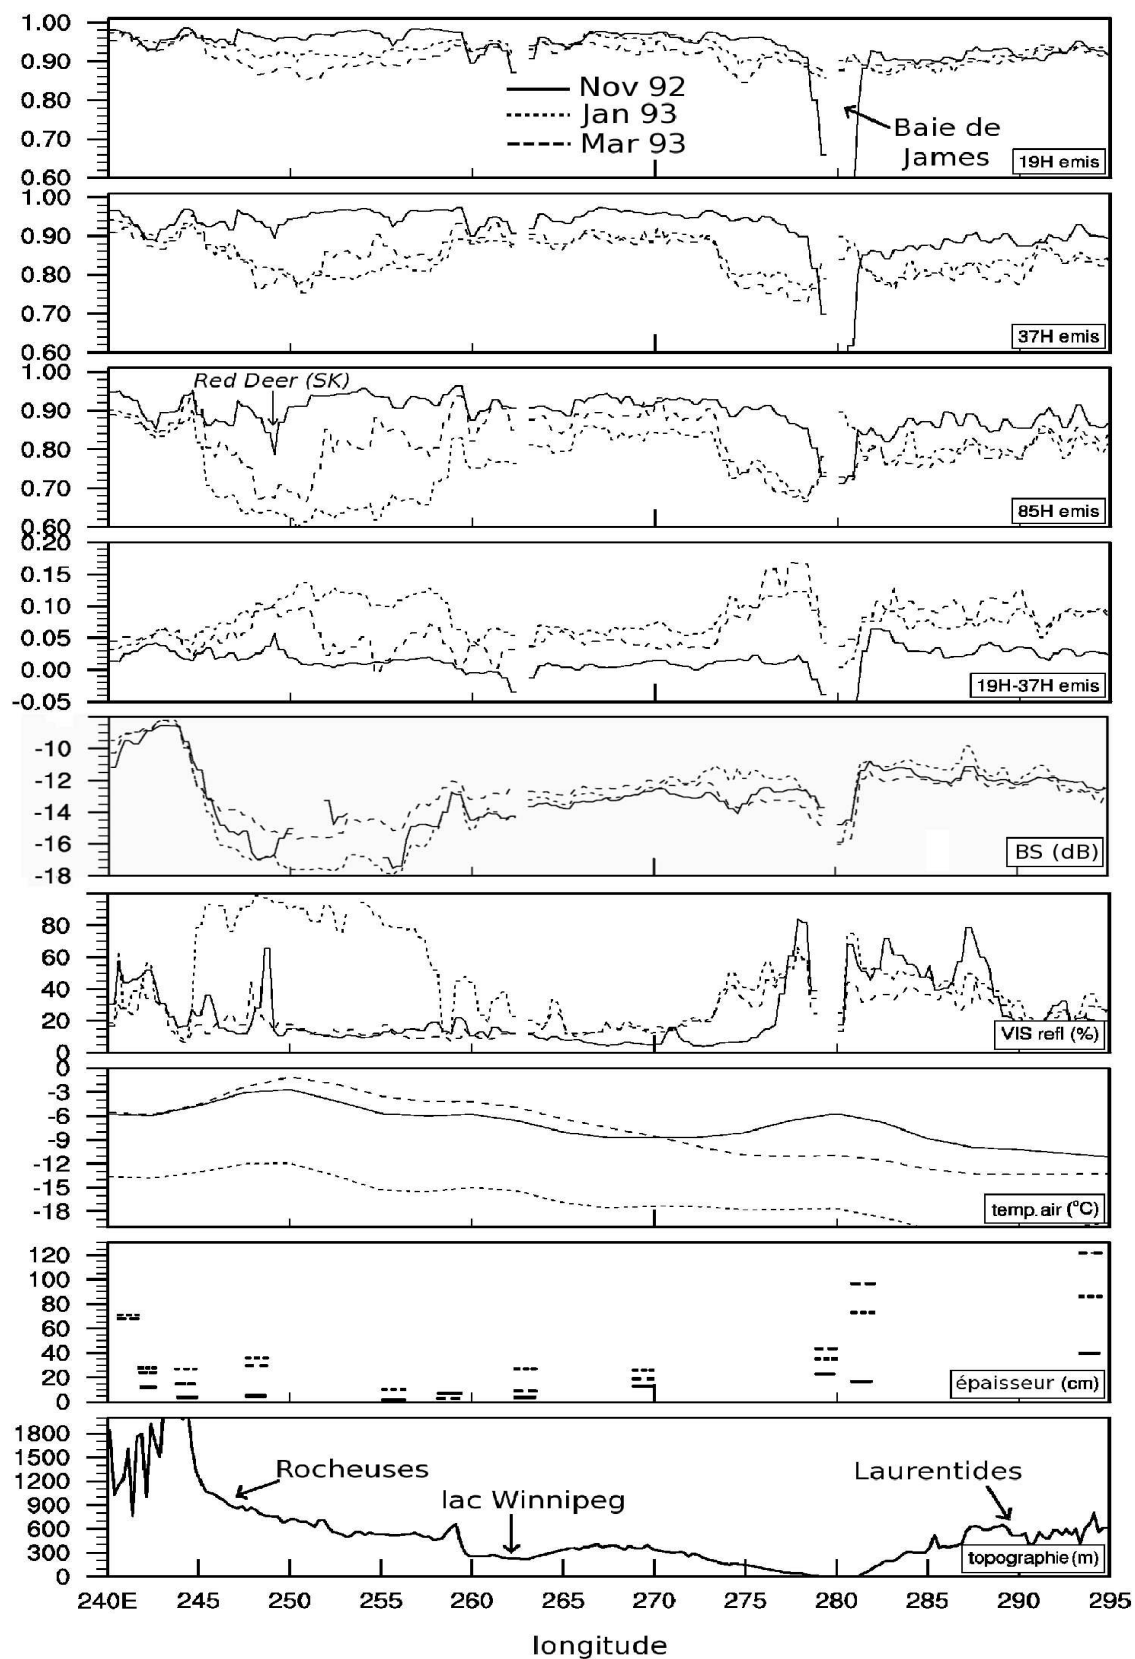 1.00
0.90
0.80
0.70
0.60
Nov 92
Jan 93
Mar 93
Baie de
James
19H emis
1.00
0.90
0.80
0.70
0.60
37H emis
1.00
0.90
0.80
0.70
0.60
Red Deer (SK)
85H emis
0.20
0.15
0.10
0.05
0.00
-0.05
19H-37H emis
-10
-12
-14
-16
-18
BS (dB)
80
60
40
20
0
VIS refl (%)
0
-3
-6
-9
-12
-15
-18
temp.air (°C)
120
100
80
60
40
20
0
épaisseur (cm)
1800
1500
1200
900
600
300
0
Rocheuses
lac Winnipeg
Laurentides
topographie (m)
240E 245 250 255 260 265 270 275 280 285 290 295
longitude